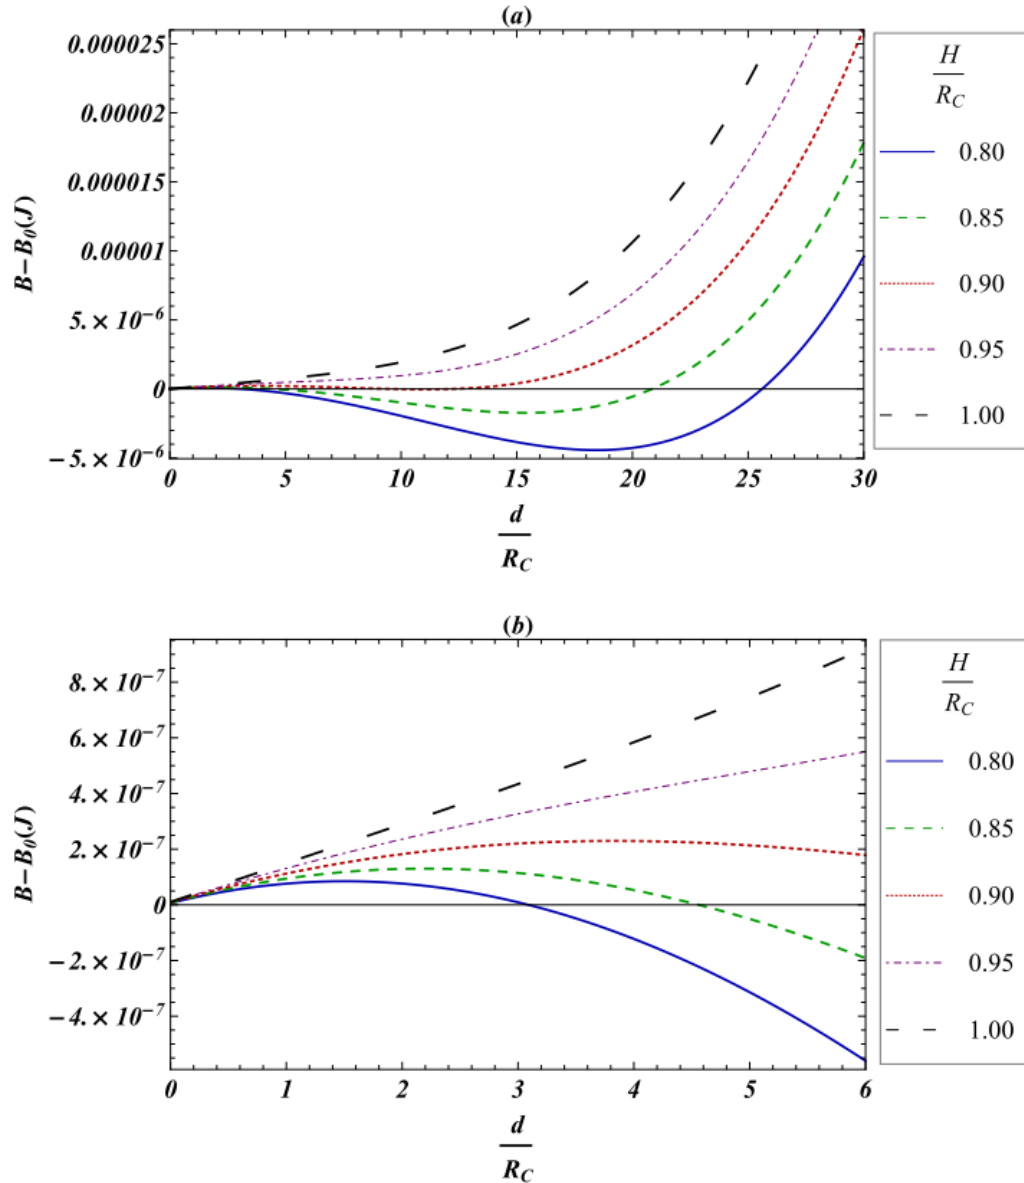 (a)
0.000025
0.00002
0.000015
0.00001
5. × 10⁻⁶
0
−5. × 10⁻⁶
B−B₀(J)
0 5 10 15 20 25 30
d
R_C
H
R_C
0.80
0.85
0.90
0.95
1.00
(b)
8. × 10⁻⁷
6. × 10⁻⁷
4. × 10⁻⁷
2. × 10⁻⁷
0
−2. × 10⁻⁷
−4. × 10⁻⁷
B−B₀(J)
0 1 2 3 4 5 6
d
R_C
H
R_C
0.80
0.85
0.90
0.95
1.00